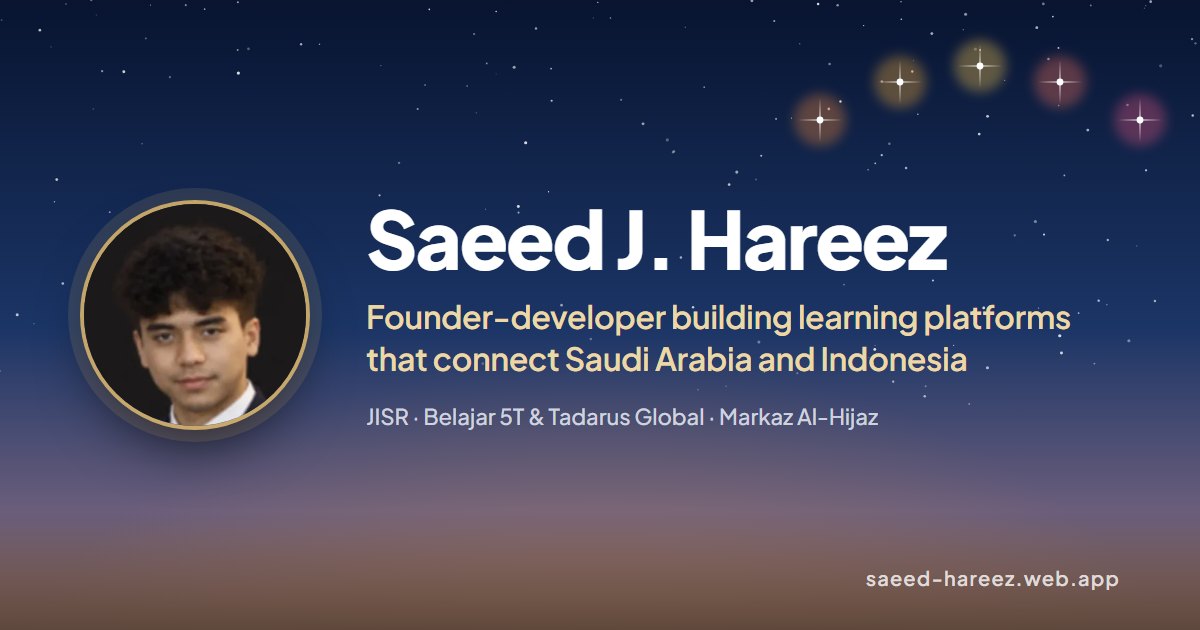 Saeed J. Hareez
Founder-developer building learning platforms
that connect Saudi Arabia and Indonesia
JISR · Belajar 5T & Tadarus Global · Markaz Al-Hijaz
saeed-hareez.web.app